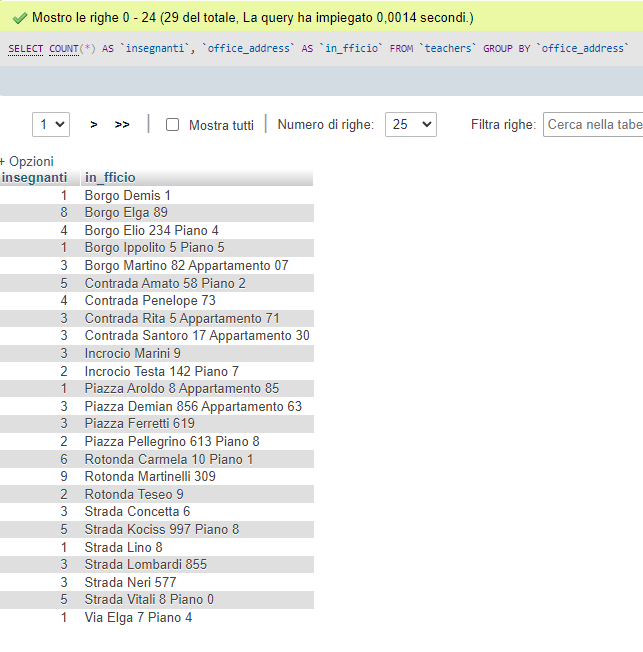 Mostro le righe 0 - 24 (29 del totale, La query ha impiegato 0,0014 secondi.)
SELECT COUNT(*) AS `insegnanti`, `office_address` AS `in_fficio` FROM `teachers` GROUP BY `office_address`
1 > >> | Mostra tutti | Numero di righe: 25 Filtra righe: Cerca nella tabe
+ Opzioni
insegnanti in_fficio
1 Borgo Demis 1
8 Borgo Elga 89
4 Borgo Elio 234 Piano 4
1 Borgo Ippolito 5 Piano 5
3 Borgo Martino 82 Appartamento 07
5 Contrada Amato 58 Piano 2
4 Contrada Penelope 73
3 Contrada Rita 5 Appartamento 71
3 Contrada Santoro 17 Appartamento 30
3 Incrocio Marini 9
2 Incrocio Testa 142 Piano 7
1 Piazza Aroldo 8 Appartamento 85
3 Piazza Demian 856 Appartamento 63
3 Piazza Ferretti 619
2 Piazza Pellegrino 613 Piano 8
6 Rotonda Carmela 10 Piano 1
9 Rotonda Martinelli 309
2 Rotonda Teseo 9
3 Strada Concetta 6
5 Strada Kociss 997 Piano 8
1 Strada Lino 8
3 Strada Lombardi 855
3 Strada Neri 577
5 Strada Vitali 8 Piano 0
1 Via Elga 7 Piano 4